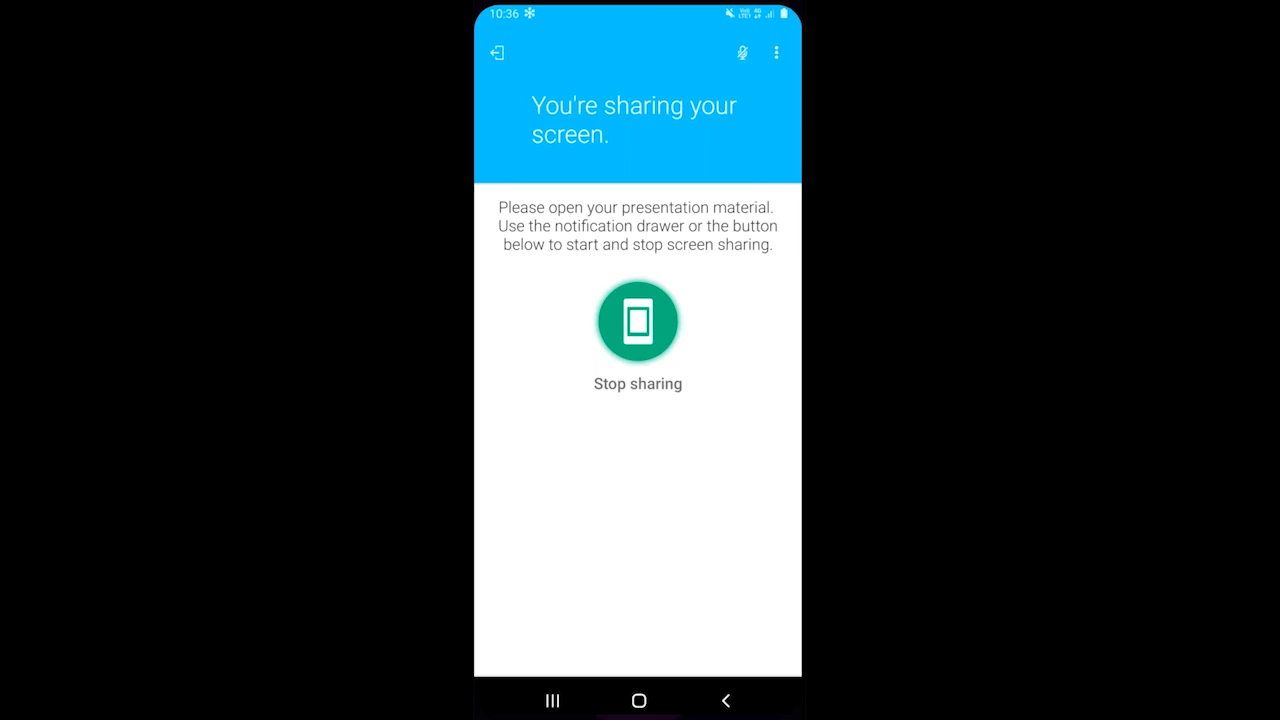 10:36
You're sharing your
screen.
Please open your presentation material.
Use the notification drawer or the button
below to start and stop screen sharing.
Stop sharing